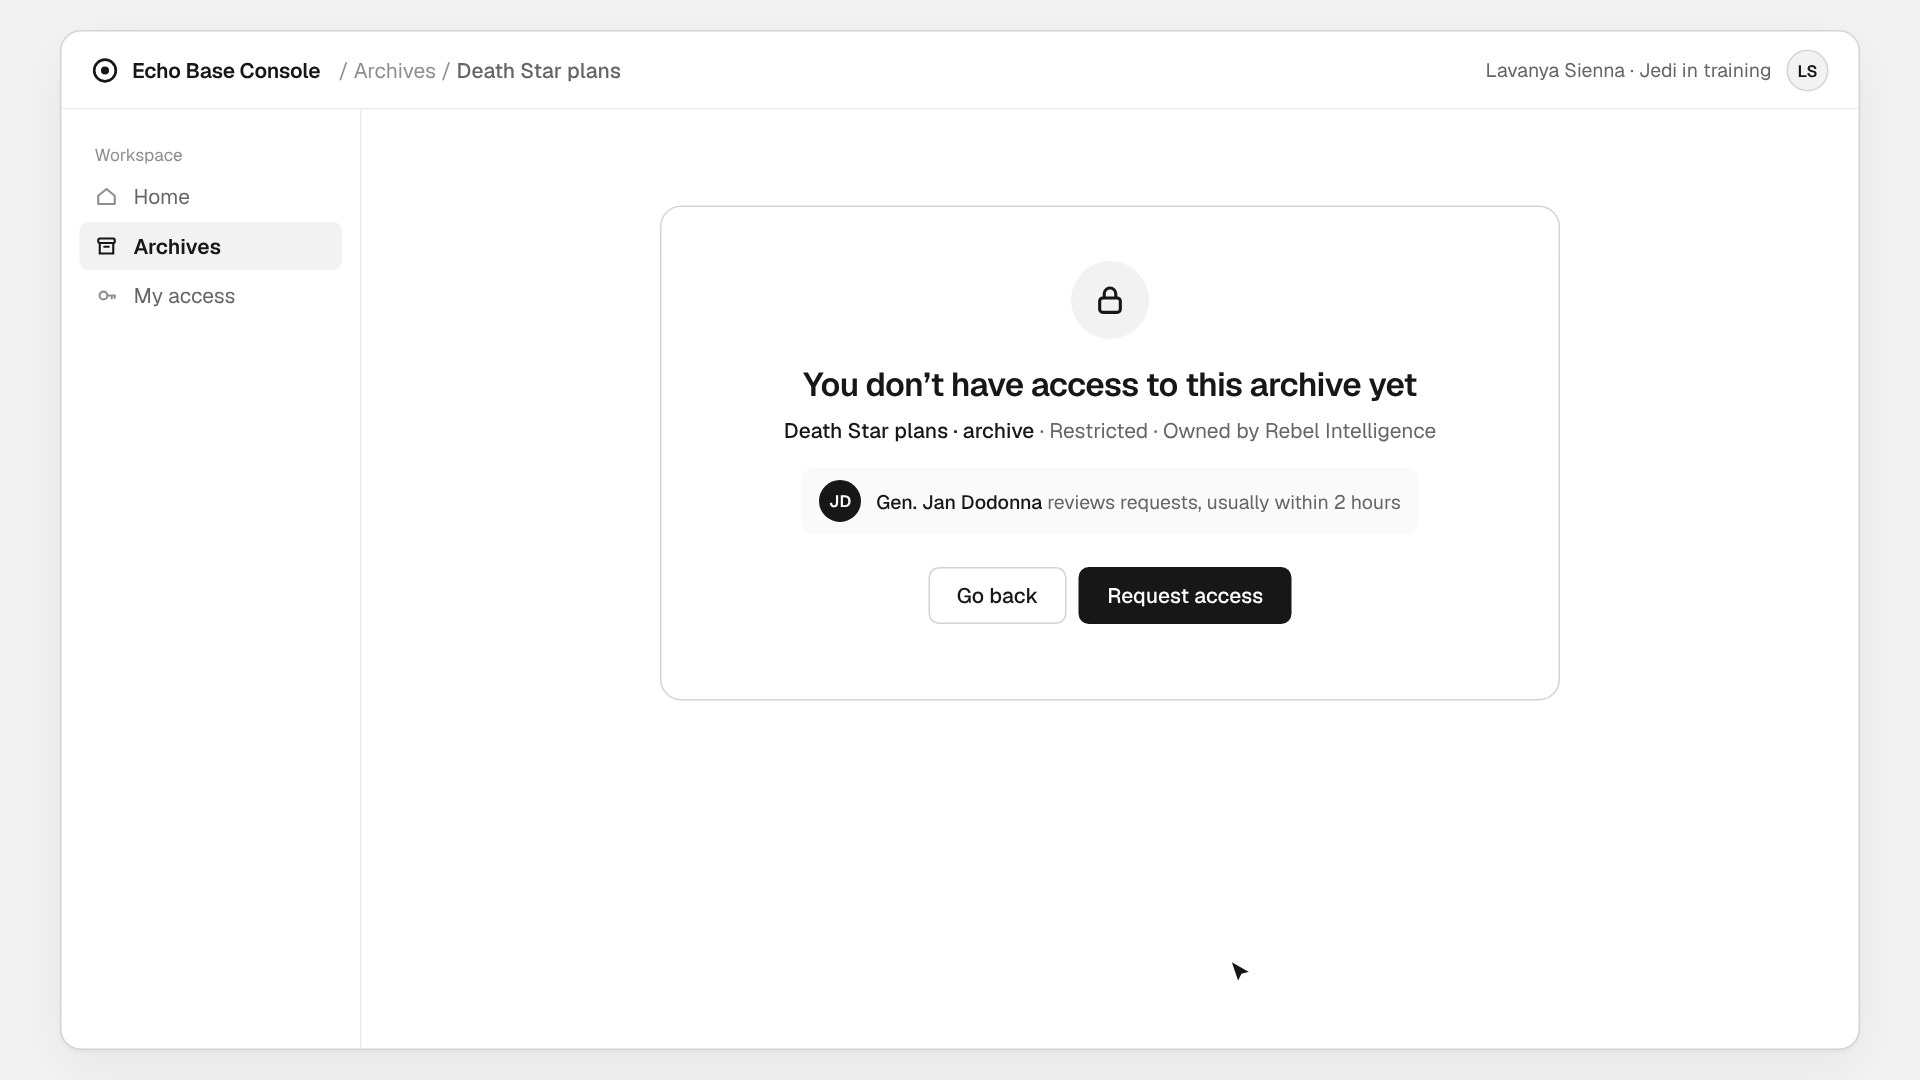 Echo Base Console / Archives / Death Star plans
Lavanya Sienna · Jedi in training LS
Workspace
Home
Archives
My access
You don’t have access to this archive yet
Death Star plans · archive · Restricted · Owned by Rebel Intelligence
JD Gen. Jan Dodonna reviews requests, usually within 2 hours
Go back Request access